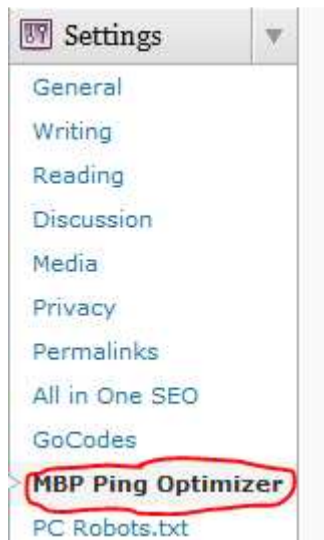 Settings
General
Writing
Reading
Discussion
Media
Privacy
Permalinks
All in One SEO
GoCodes
MBP Ping Optimizer
PC Robots.txt